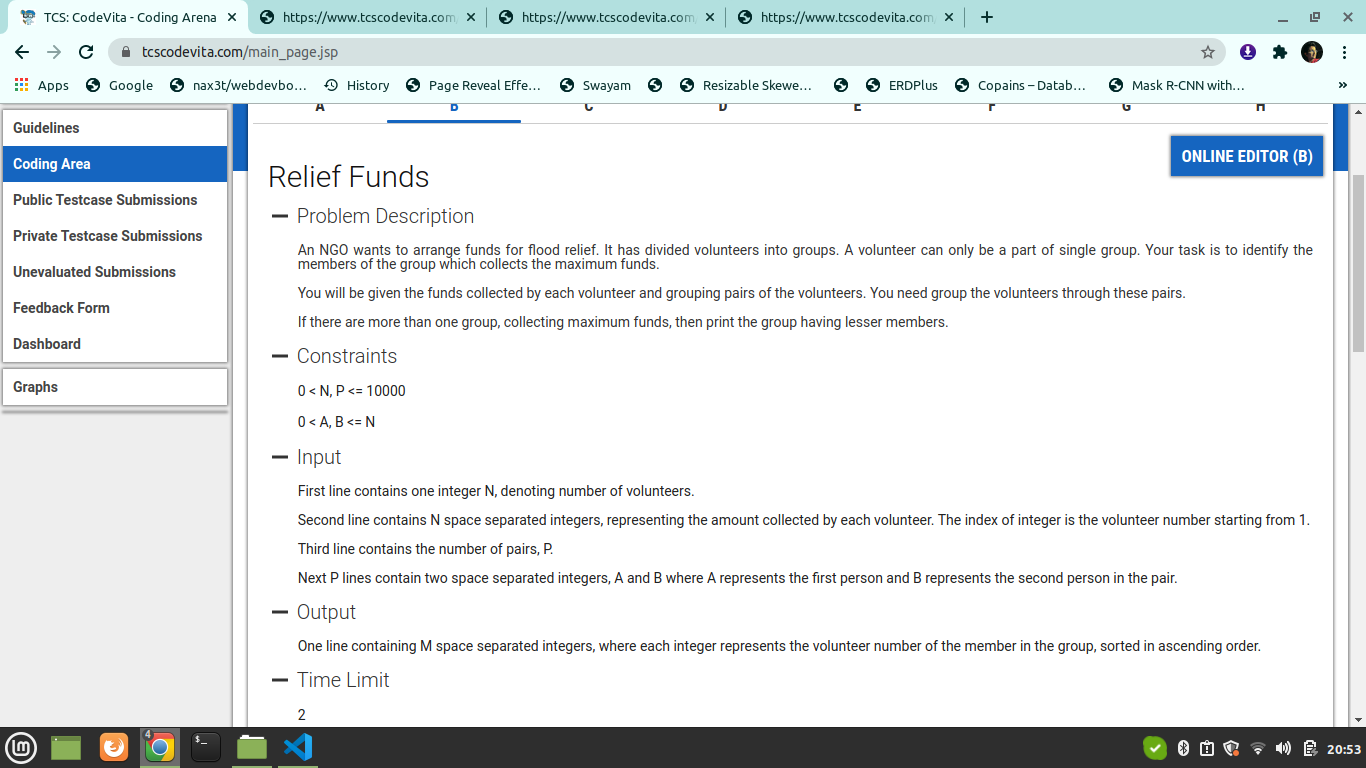 TCS: CodeVita - Coding Arena
https://www.tcscodevita.com
https://www.tcscodevita.com
https://www.tcscodevita.com
tcscodevita.com/main_page.jsp
Apps Google nax3t/webdevbo... History Page Reveal Effe... Swayam Resizable Skewe... ERDPlus Copains – Datab... Mask R-CNN with... »
A B C D E F G H
Guidelines
Coding Area
Public Testcase Submissions
Private Testcase Submissions
Unevaluated Submissions
Feedback Form
Dashboard
Graphs
ONLINE EDITOR (B)
Relief Funds
Problem Description
An NGO wants to arrange funds for flood relief. It has divided volunteers into groups. A volunteer can only be a part of single group. Your task is to identify the
members of the group which collects the maximum funds.
You will be given the funds collected by each volunteer and grouping pairs of the volunteers. You need group the volunteers through these pairs.
If there are more than one group, collecting maximum funds, then print the group having lesser members.
Constraints
0 < N, P <= 10000
0 < A, B <= N
Input
First line contains one integer N, denoting number of volunteers.
Second line contains N space separated integers, representing the amount collected by each volunteer. The index of integer is the volunteer number starting from 1.
Third line contains the number of pairs, P.
Next P lines contain two space separated integers, A and B where A represents the first person and B represents the second person in the pair.
Output
One line containing M space separated integers, where each integer represents the volunteer number of the member in the group, sorted in ascending order.
Time Limit
2
4
$_
20:53